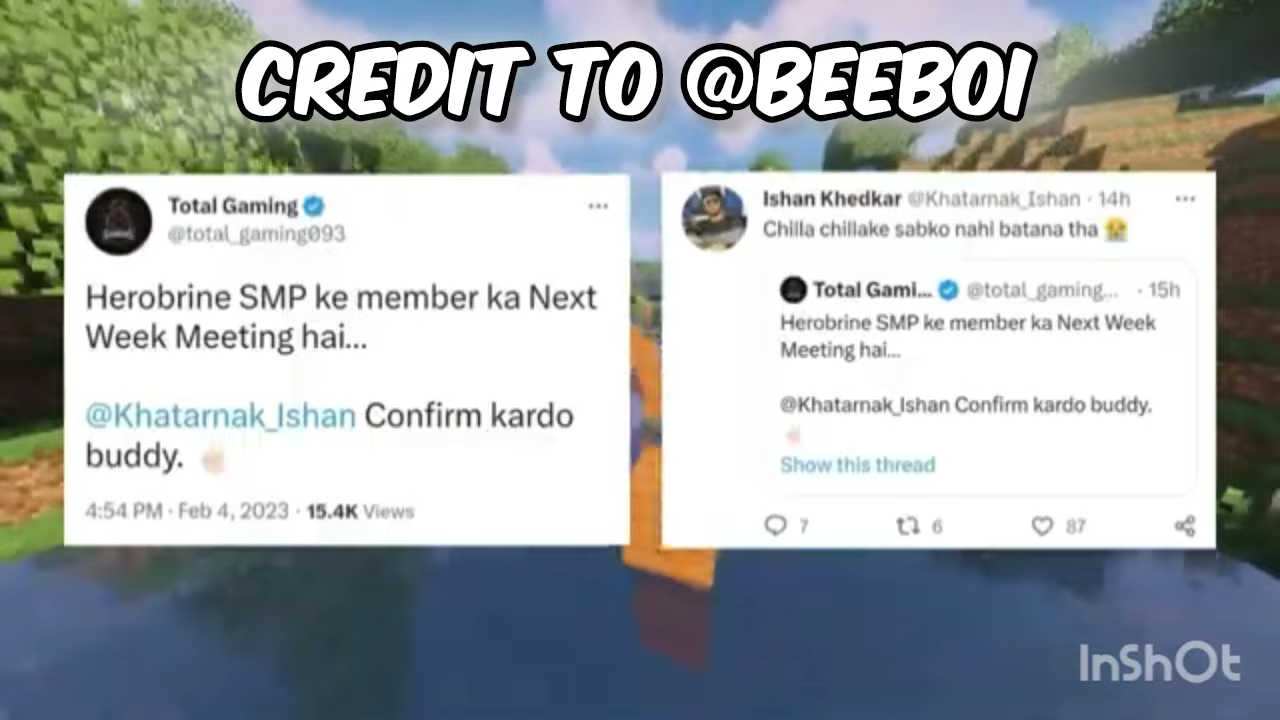 CREDIT TO @BEEBOI
Total Gaming
@total_gaming093
Herobrine SMP ke member ka Next
Week Meeting hai...
@Khatarnak_Ishan Confirm kardo
buddy.
4:54 PM · Feb 4, 2023 · 15.4K Views
Ishan Khedkar @Khatarnak_Ishan · 14h
Chilla chillake sabko nahi batana tha 😭
Total Gami... @total_gaming... · 15h
Herobrine SMP ke member ka Next Week
Meeting hai...
@Khatarnak_Ishan Confirm kardo buddy.
Show this thread
7 6 87
InShOt